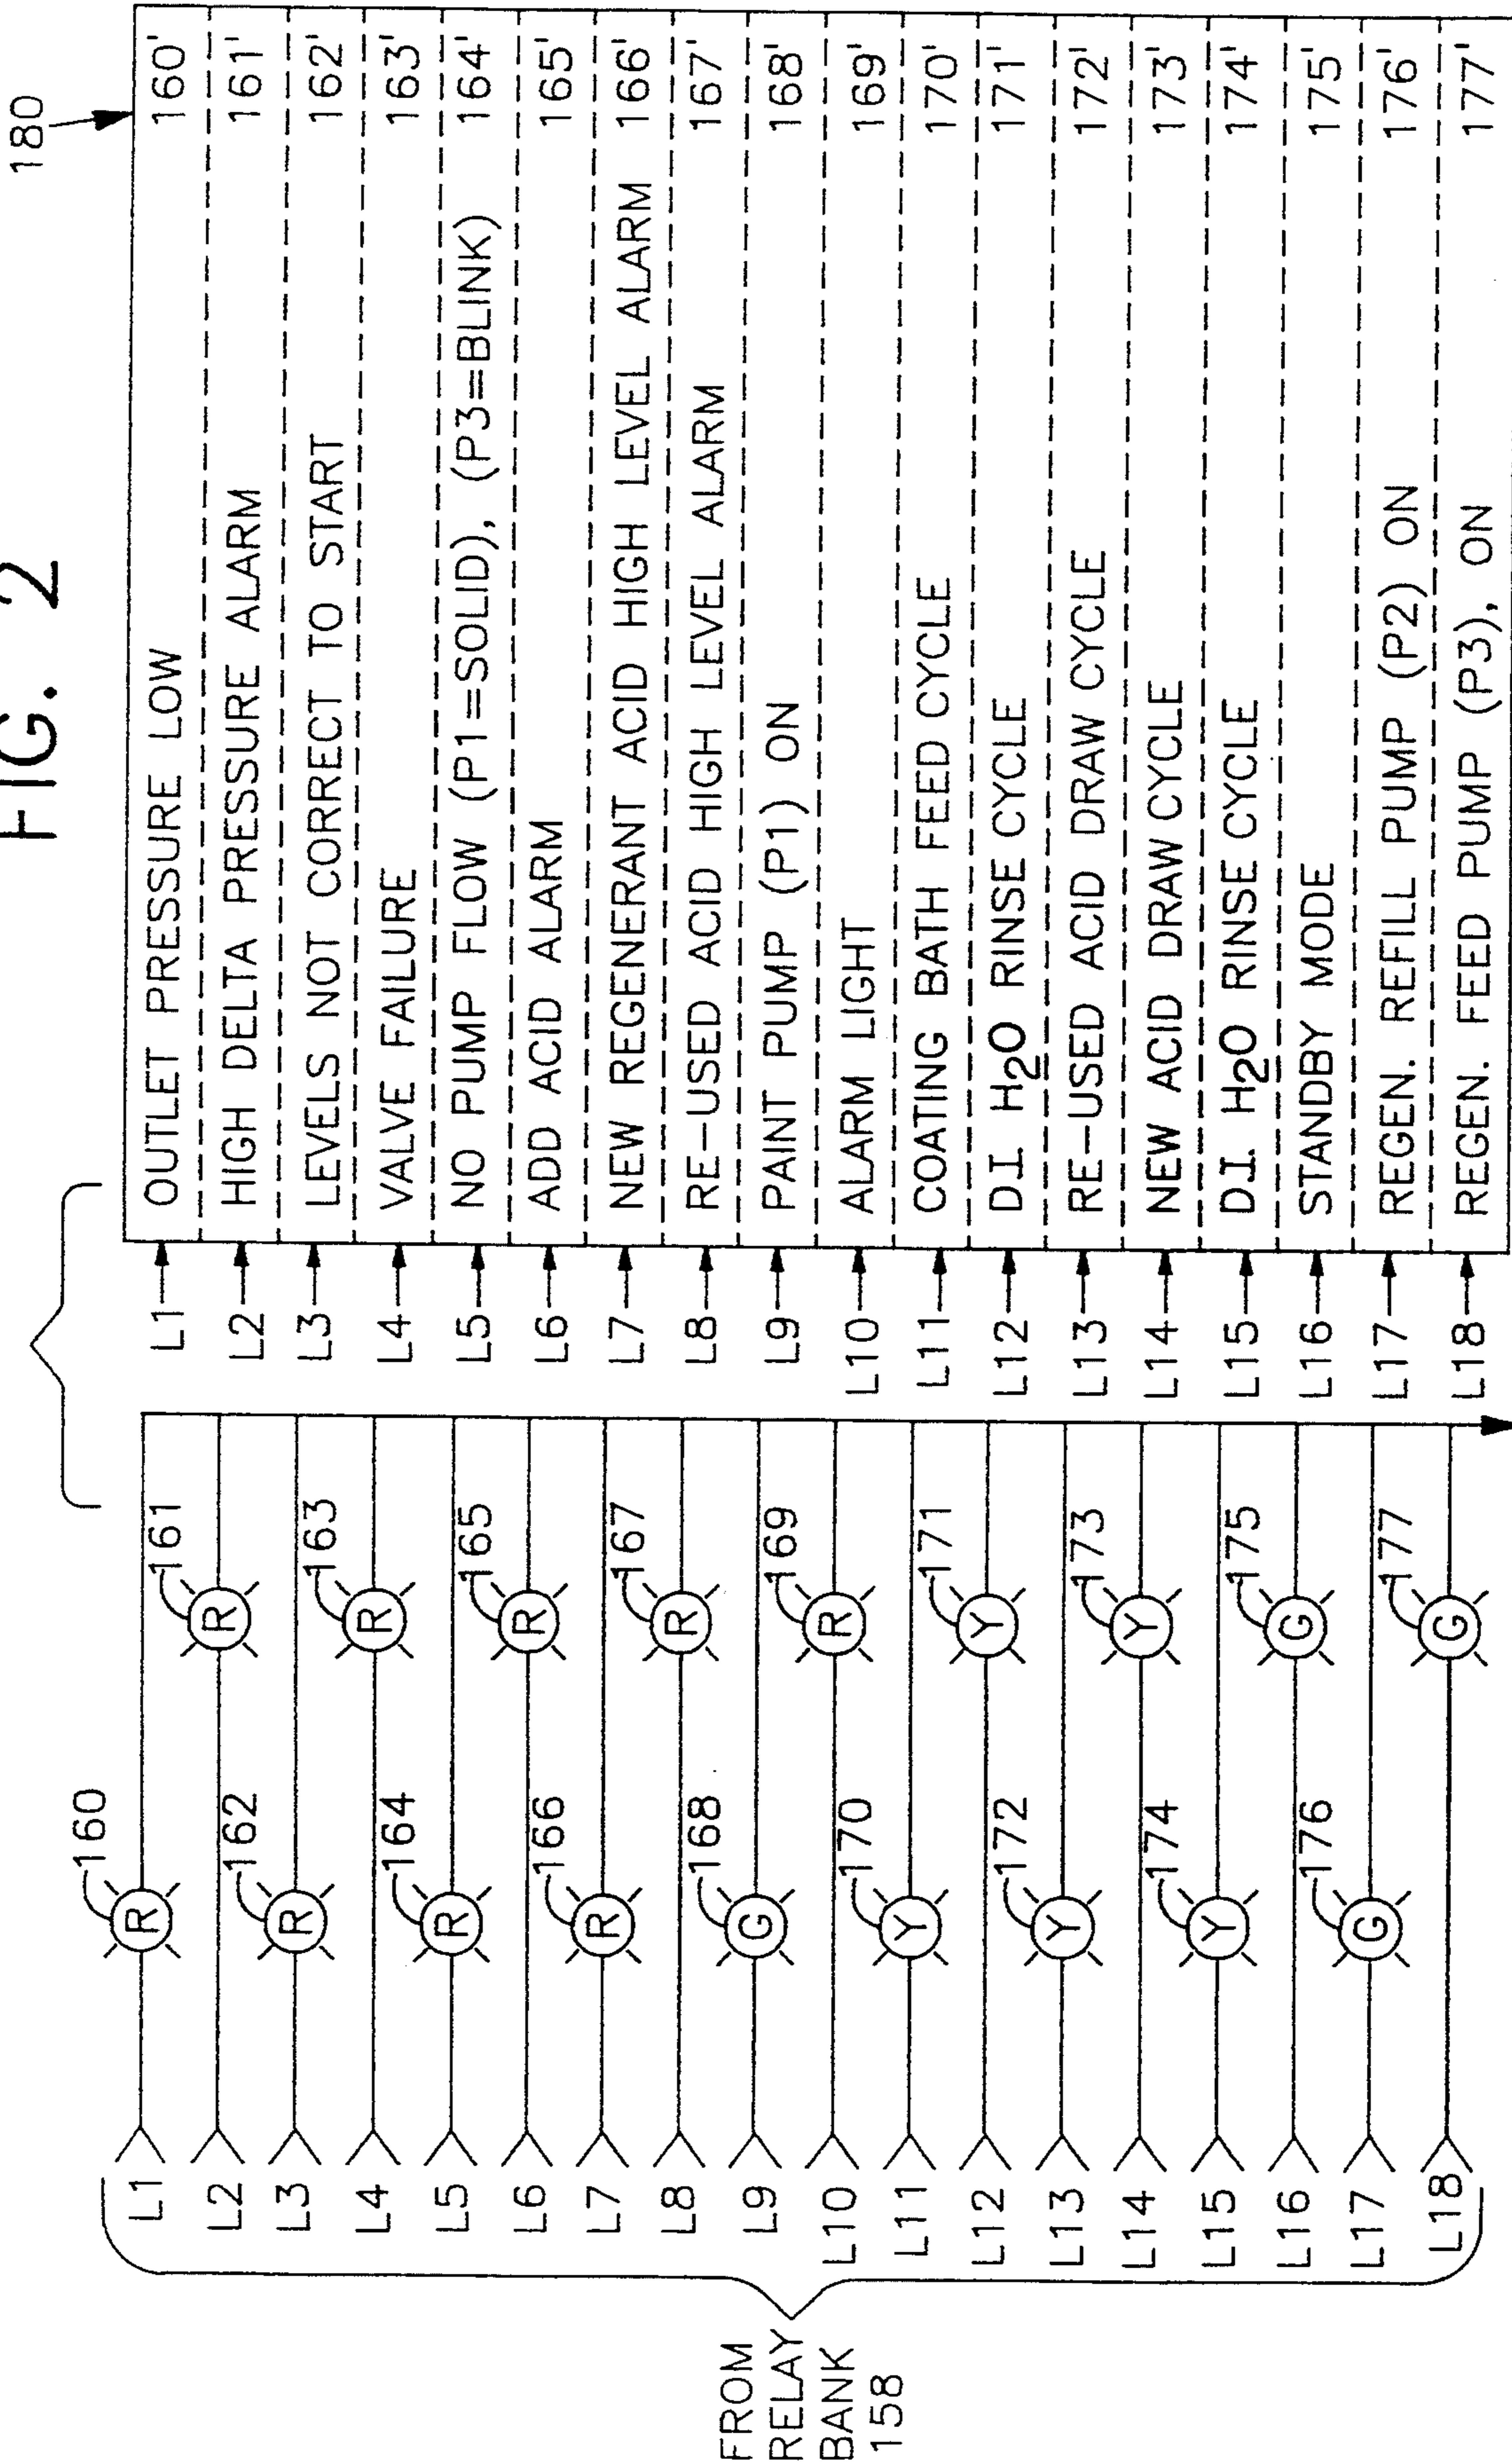 FIG. 2
180
FROM
RELAY
BANK
158
L1
L2
L3
L4
L5
L6
L7
L8
L9
L10
L11
L12
L13
L14
L15
L16
L17
L18
160
R
161
R
162
R
163
R
164
R
165
R
166
R
167
R
168
G
169
R
170
Y
171
Y
172
Y
173
Y
174
Y
175
G
176
G
177
G
L1 OUTLET PRESSURE LOW 160'
L2 HIGH DELTA PRESSURE ALARM 161'
L3 LEVELS NOT CORRECT TO START 162'
L4 VALVE FAILURE 163'
L5 NO PUMP FLOW (P1=SOLID), (P3=BLINK) 164'
L6 ADD ACID ALARM 165'
L7 NEW REGENERANT ACID HIGH LEVEL ALARM 166'
L8 RE-USED ACID HIGH LEVEL ALARM 167'
L9 PAINT PUMP (P1) ON 168'
L10 ALARM LIGHT 169'
L11 COATING BATH FEED CYCLE 170'
L12 D.I. H2O RINSE CYCLE 171'
L13 RE-USED ACID DRAW CYCLE 172'
L14 NEW ACID DRAW CYCLE 173'
L15 D.I. H2O RINSE CYCLE 174'
L16 STANDBY MODE 175'
L17 REGEN. REFILL PUMP (P2) ON 176'
L18 REGEN. FEED PUMP (P3), ON 177'